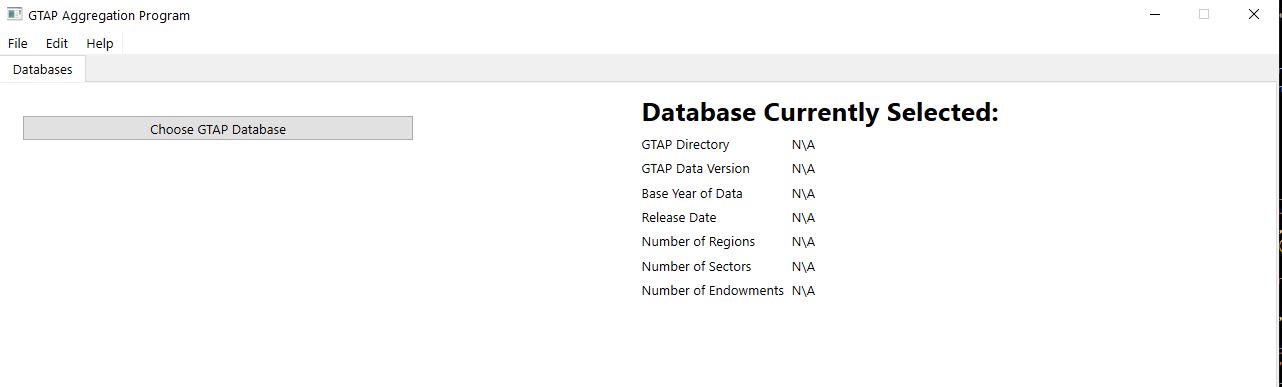 GTAP Aggregation Program
File Edit Help
Databases
Choose GTAP Database
Database Currently Selected:
GTAP Directory N\A
GTAP Data Version N\A
Base Year of Data N\A
Release Date N\A
Number of Regions N\A
Number of Sectors N\A
Number of Endowments N\A